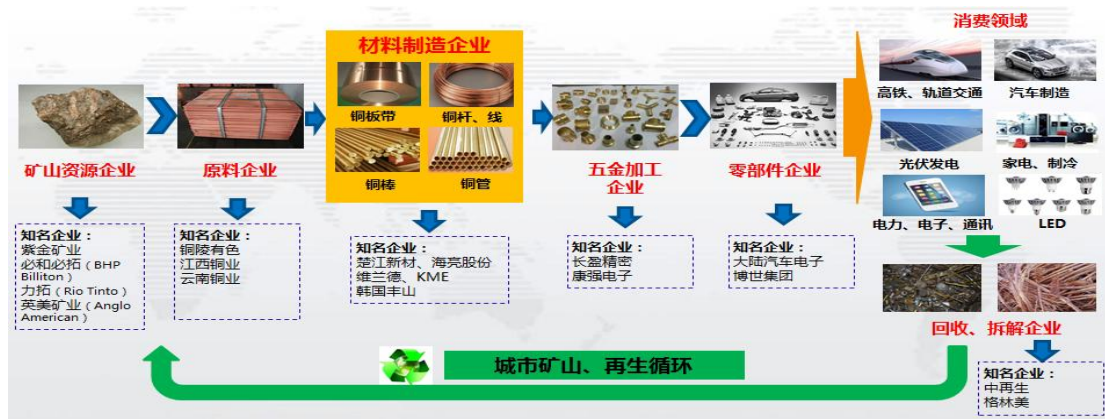 消费领域
材料制造企业
铜板带
铜杆、线
铜棒
铜管
高铁、轨道交通
汽车制造
光伏发电
家电、制冷
电力、电子、通讯
LED
矿山资源企业
原料企业
五金加工
企业
零部件企业
知名企业：
紫金矿业
必和必拓（BHP
Billiton）
力拓（Rio Tinto）
英美矿业（Anglo
American）
知名企业：
铜陵有色
江西铜业
云南铜业
知名企业：
楚江新材、海亮股份
维兰德、KME
韩国丰山
知名企业：
长盈精密
康强电子
知名企业：
大陆汽车电子
博世集团
回收、拆解企业
知名企业：
中再生
格林美
城市矿山、再生循环